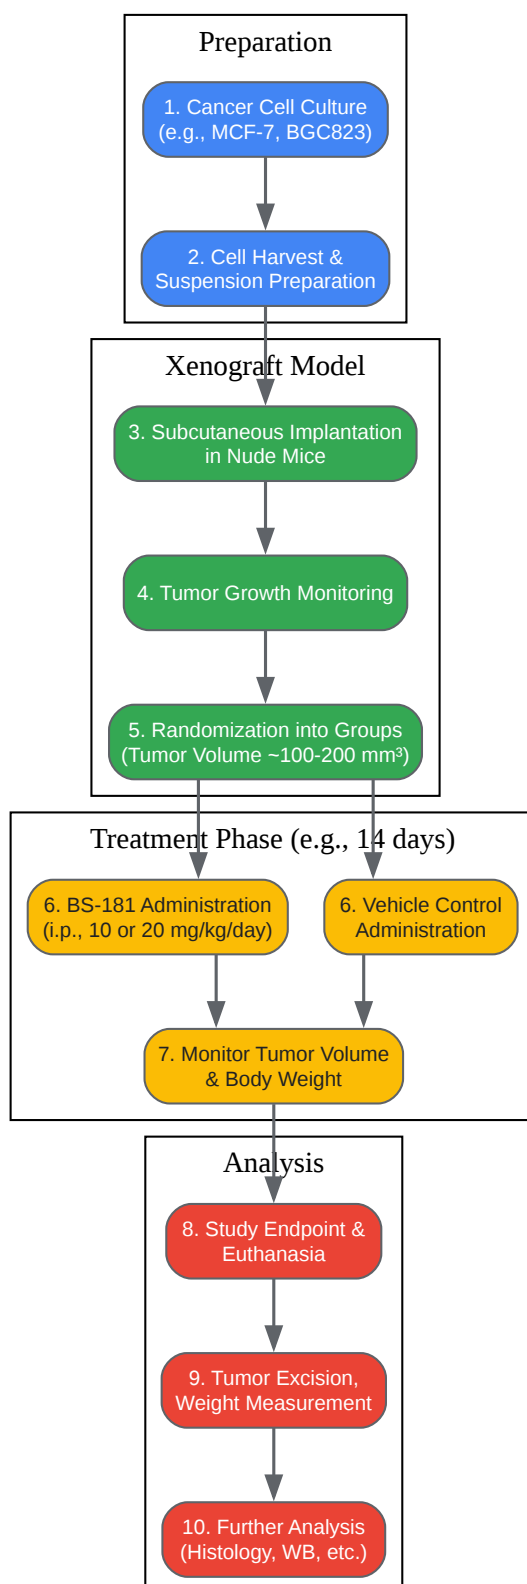 Preparation
1. Cancer Cell Culture
(e.g., MCF-7, BGC823)
2. Cell Harvest &
Suspension Preparation
Xenograft Model
3. Subcutaneous Implantation
in Nude Mice
4. Tumor Growth Monitoring
5. Randomization into Groups
(Tumor Volume ~100-200 mm³)
Treatment Phase (e.g., 14 days)
6. BS-181 Administration
(i.p., 10 or 20 mg/kg/day)
6. Vehicle Control
Administration
7. Monitor Tumor Volume
& Body Weight
Analysis
8. Study Endpoint &
Euthanasia
9. Tumor Excision,
Weight Measurement
10. Further Analysis
(Histology, WB, etc.)